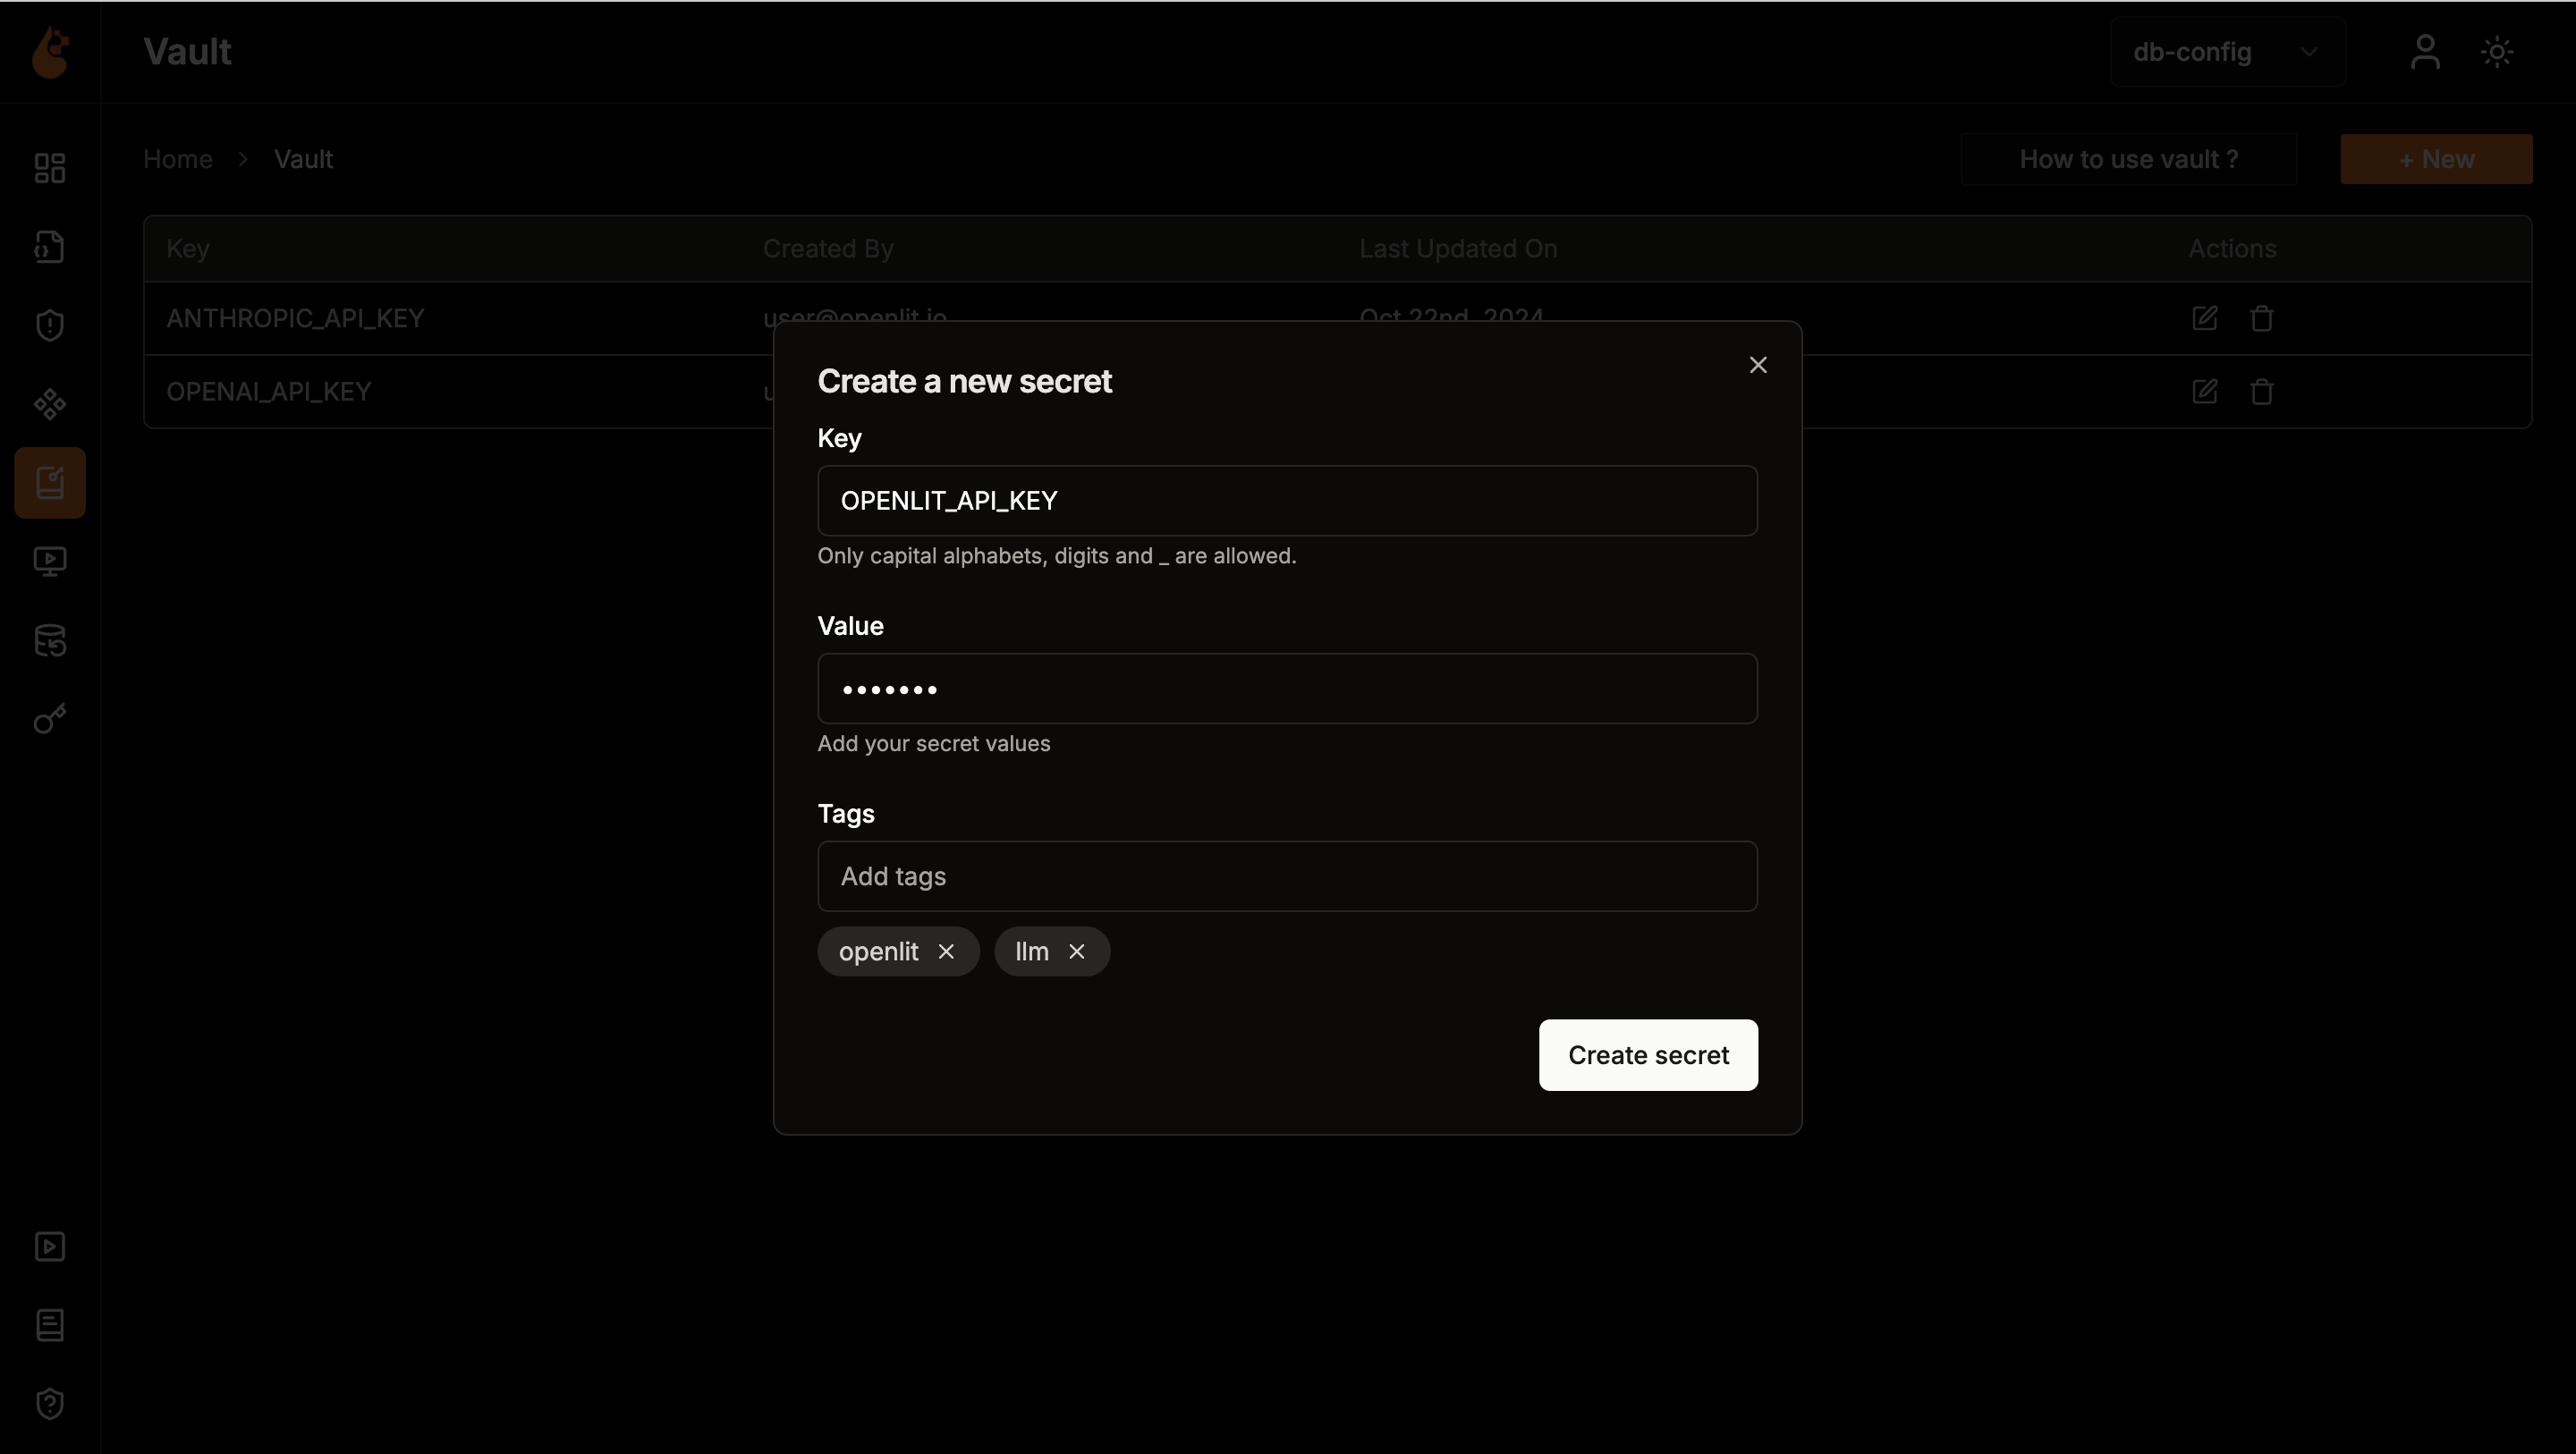 Vault
db-config
Home > Vault
How to use vault ?
+ New
Key Created By Last Updated On Actions
ANTHROPIC_API_KEY user@openlit.io Oct 22nd, 2024
OPENAI_API_KEY
Create a new secret
Key
OPENLIT_API_KEY
Only capital alphabets, digits and _ are allowed.
Value
•••••••
Add your secret values
Tags
Add tags
openlit
llm
Create secret